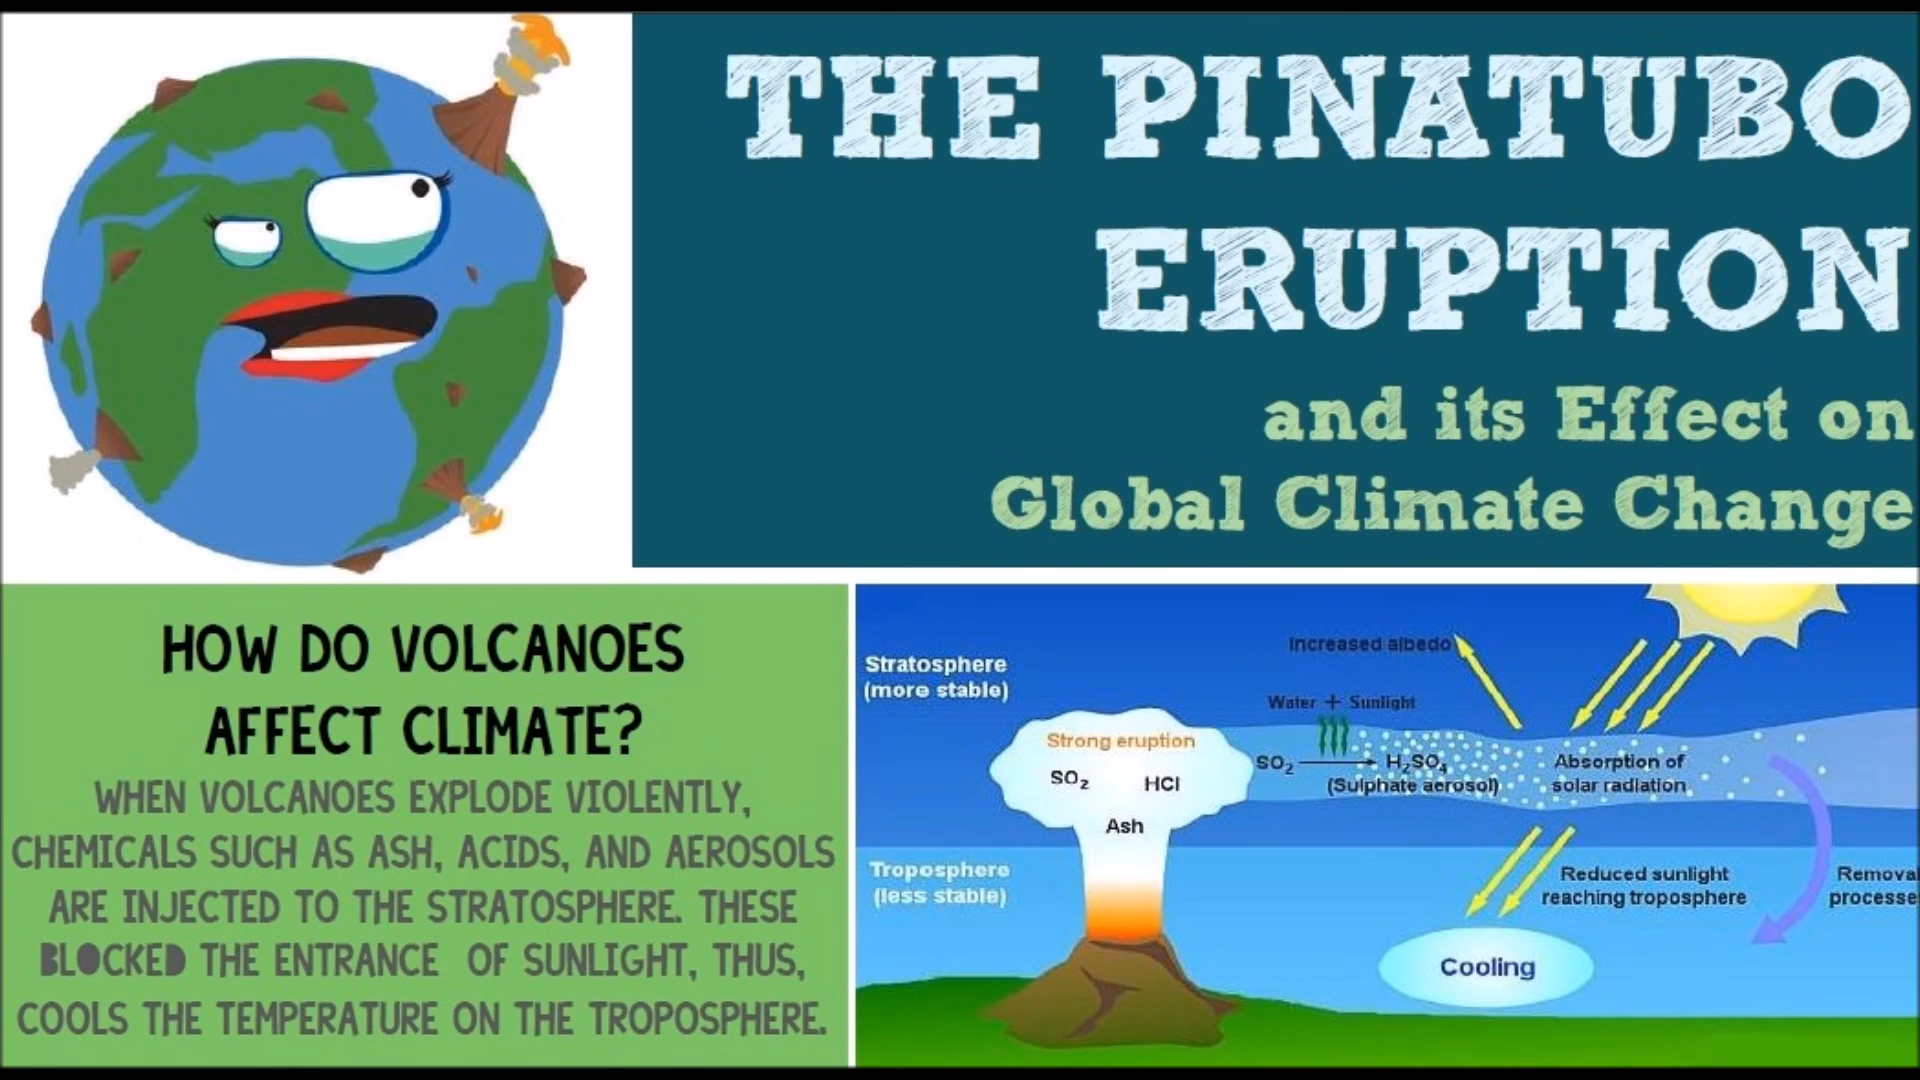 THE PINATUBO
ERUPTION
and its Effect on
Global Climate Change
HOW DO VOLCANOES
AFFECT CLIMATE?
WHEN VOLCANOES EXPLODE VIOLENTLY,
CHEMICALS SUCH AS ASH, ACIDS, AND AEROSOLS
ARE INJECTED TO THE STRATOSPHERE. THESE
BLOCKED THE ENTRANCE OF SUNLIGHT, THUS,
COOLS THE TEMPERATURE ON THE TROPOSPHERE.
Increased albedo
Stratosphere
(more stable)
Water + Sunlight
Strong eruption
SO₂ HCl
Ash
SO₂ H₂SO₄
(Sulphate aerosol)
Absorption of
solar radiation
Troposphere
(less stable)
Reduced sunlight
reaching troposphere
Removal
processe
Cooling